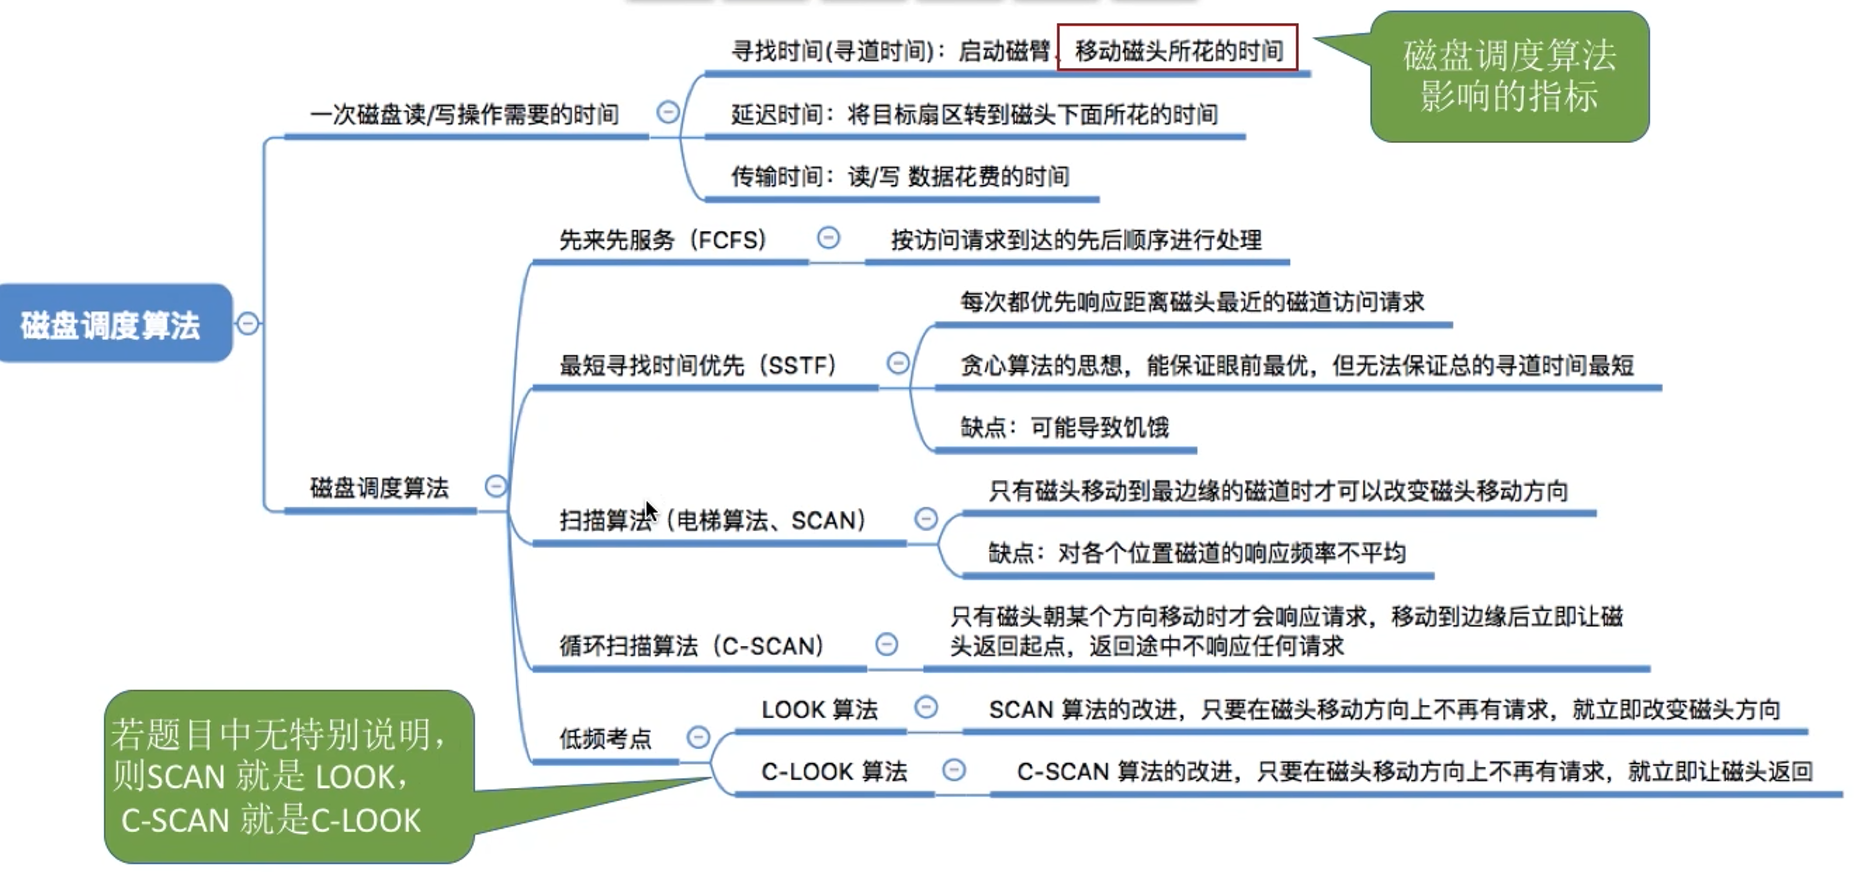 寻找时间(寻道时间)：启动磁臂、移动磁头所花的时间
磁盘调度算法
影响的指标
一次磁盘读/写操作需要的时间
延迟时间：将目标扇区转到磁头下面所花的时间
传输时间：读/写 数据花费的时间
先来先服务（FCFS）
按访问请求到达的先后顺序进行处理
每次都优先响应距离磁头最近的磁道访问请求
磁盘调度算法
最短寻找时间优先（SSTF）
贪心算法的思想，能保证眼前最优，但无法保证总的寻道时间最短
缺点：可能导致饥饿
磁盘调度算法
只有磁头移动到最边缘的磁道时才可以改变磁头移动方向
扫描算法（电梯算法、SCAN）
缺点：对各个位置磁道的响应频率不平均
循环扫描算法（C-SCAN）
只有磁头朝某个方向移动时才会响应请求，移动到边缘后立即让磁
头返回起点，返回途中不响应任何请求
低频考点
LOOK 算法
SCAN 算法的改进，只要在磁头移动方向上不再有请求，就立即改变磁头方向
C-LOOK 算法
C-SCAN 算法的改进，只要在磁头移动方向上不再有请求，就立即让磁头返回
若题目中无特别说明，
则SCAN 就是 LOOK，
C-SCAN 就是C-LOOK